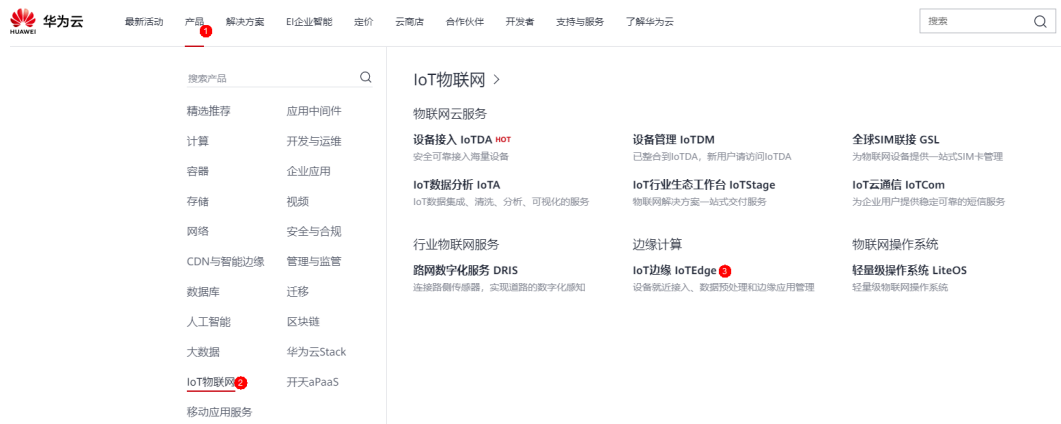 HUAWEI 华为云 最新活动 产品 1 解决方案 EI企业智能 定价 云商店 合作伙伴 开发者 支持与服务 了解华为云 搜索
搜索产品
精选推荐 应用中间件
计算 开发与运维
容器 企业应用
存储 视频
网络 安全与合规
CDN与智能边缘 管理与监管
数据库 迁移
人工智能 区块链
大数据 华为云Stack
IoT物联网 2 开天aPaaS
移动应用服务
IoT物联网 >
物联网云服务
设备接入 IoTDA HOT
安全可靠接入海量设备
设备管理 IoTDM
已整合到IoTDA，新用户请访问IoTDA
全球SIM联接 GSL
为物联网设备提供一站式SIM卡管理
IoT数据分析 IoTA
IoT数据集成、清洗、分析、可视化的服务
IoT行业生态工作台 IoTStage
物联网解决方案一站式交付服务
IoT云通信 IoTCom
为企业用户提供稳定可靠的短信服务
行业物联网服务
路网数字化服务 DRIS
连接路侧传感器，实现道路的数字化感知
边缘计算
IoT边缘 IoTEdge 3
设备就近接入、数据预处理和边缘应用管理
物联网操作系统
轻量级操作系统 LiteOS
轻量级物联网操作系统